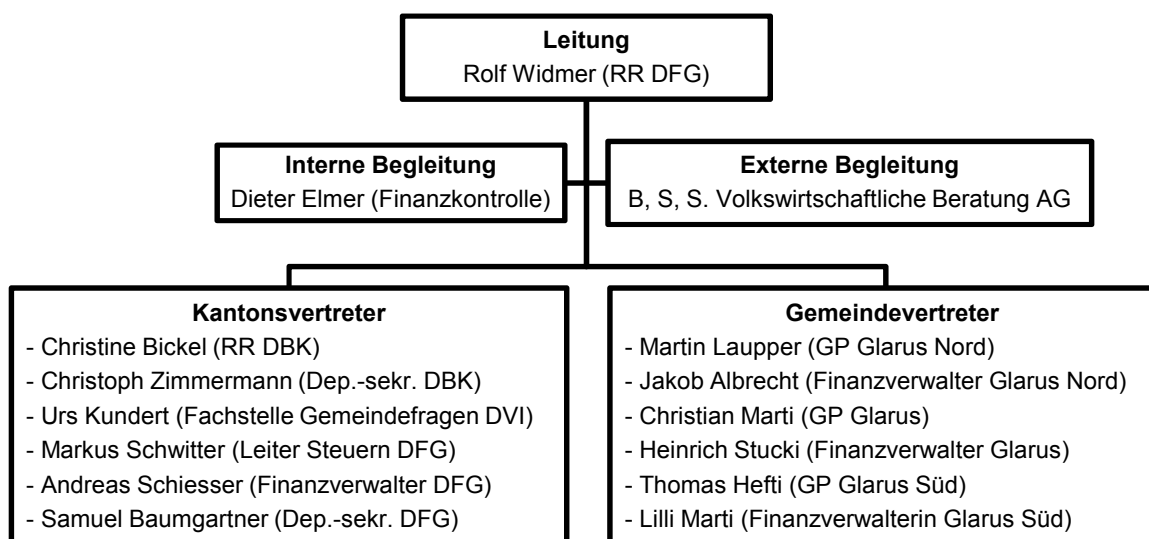 Leitung
Rolf Widmer (RR DFG)
Interne Begleitung
Dieter Elmer (Finanzkontrolle)
Externe Begleitung
B, S, S. Volkswirtschaftliche Beratung AG
Kantonsvertreter
- Christine Bickel (RR DBK)
- Christoph Zimmermann (Dep.-sekr. DBK)
- Urs Kundert (Fachstelle Gemeindefragen DVI)
- Markus Schwitter (Leiter Steuern DFG)
- Andreas Schiesser (Finanzverwalter DFG)
- Samuel Baumgartner (Dep.-sekr. DFG)
Gemeindevertreter
- Martin Laupper (GP Glarus Nord)
- Jakob Albrecht (Finanzverwalter Glarus Nord)
- Christian Marti (GP Glarus)
- Heinrich Stucki (Finanzverwalter Glarus)
- Thomas Hefti (GP Glarus Süd)
- Lilli Marti (Finanzverwalterin Glarus Süd)